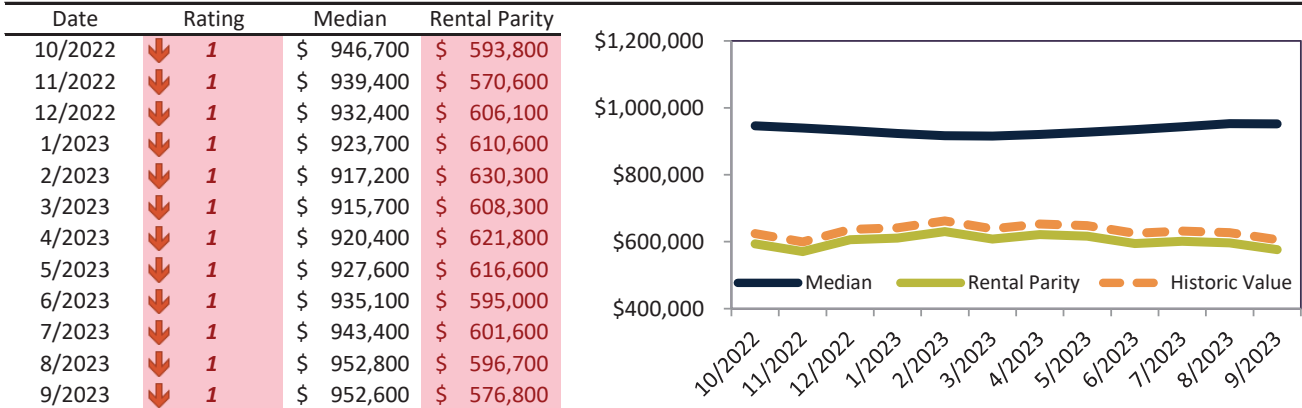 Date Rating Median Rental Parity
10/2022 1 $ 946,700 $ 593,800
11/2022 1 $ 939,400 $ 570,600
12/2022 1 $ 932,400 $ 606,100
1/2023 1 $ 923,700 $ 610,600
2/2023 1 $ 917,200 $ 630,300
3/2023 1 $ 915,700 $ 608,300
4/2023 1 $ 920,400 $ 621,800
5/2023 1 $ 927,600 $ 616,600
6/2023 1 $ 935,100 $ 595,000
7/2023 1 $ 943,400 $ 601,600
8/2023 1 $ 952,800 $ 596,700
9/2023 1 $ 952,600 $ 576,800
$1,200,000
$1,000,000
$800,000
$600,000
$400,000
Median Rental Parity Historic Value
10/2022 11/2022 12/2022 1/2023 2/2023 3/2023 4/2023 5/2023 6/2023 7/2023 8/2023 9/2023